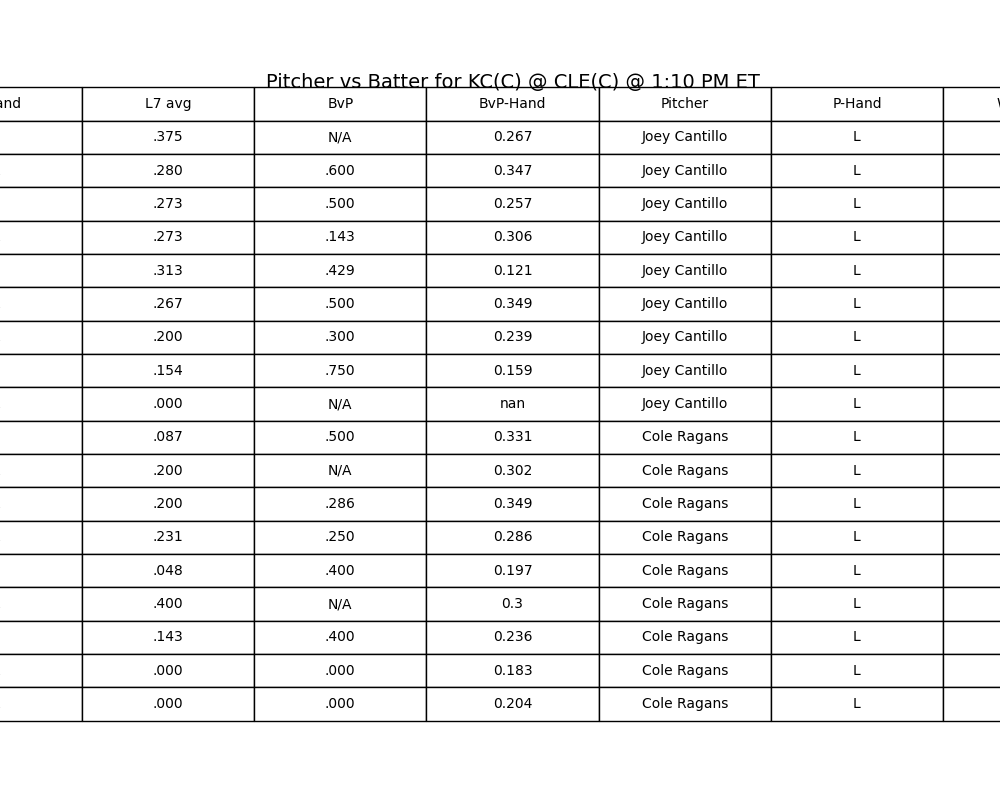 Pitcher vs Batter for KC(C) @ CLE(C) @ 1:10 PM ET
and L7 avg BvP BvP-Hand Pitcher P-Hand
.375 N/A 0.267 Joey Cantillo L
.280 .600 0.347 Joey Cantillo L
.273 .500 0.257 Joey Cantillo L
.273 .143 0.306 Joey Cantillo L
.313 .429 0.121 Joey Cantillo L
.267 .500 0.349 Joey Cantillo L
.200 .300 0.239 Joey Cantillo L
.154 .750 0.159 Joey Cantillo L
.000 N/A nan Joey Cantillo L
.087 .500 0.331 Cole Ragans L
.200 N/A 0.302 Cole Ragans L
.200 .286 0.349 Cole Ragans L
.231 .250 0.286 Cole Ragans L
.048 .400 0.197 Cole Ragans L
.400 N/A 0.3 Cole Ragans L
.143 .400 0.236 Cole Ragans L
.000 .000 0.183 Cole Ragans L
.000 .000 0.204 Cole Ragans L